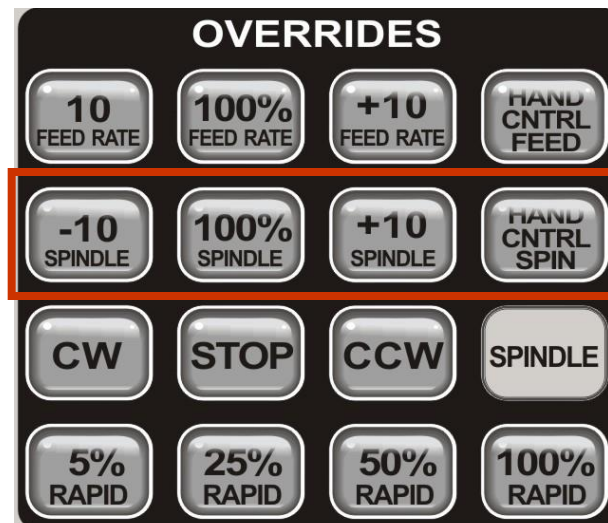 OVERRIDES
10 100% +10 HAND
FEED RATE FEED RATE FEED RATE CNTRL
FEED
-10 100% +10 HAND
SPINDLE SPINDLE SPINDLE CNTRL
SPIN
CW STOP CCW SPINDLE
5% 25% 50% 100%
RAPID RAPID RAPID RAPID